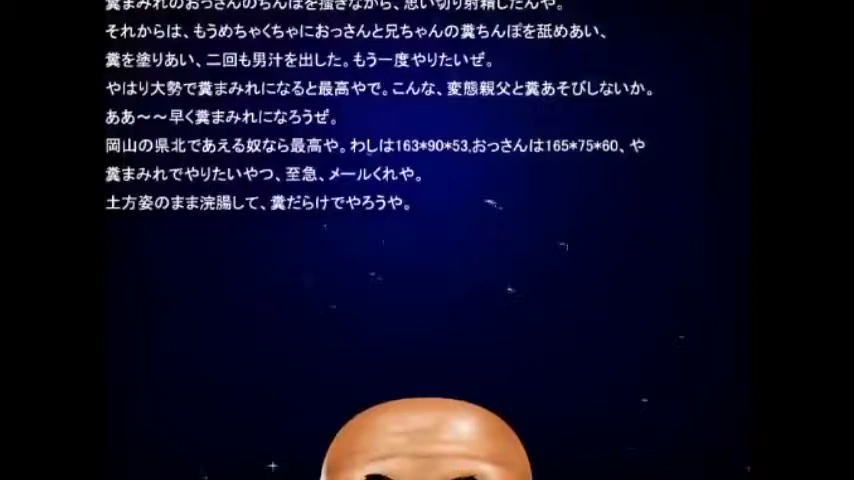 糞まみれのおっさんのちんぽを扱きながら、思い切り射精したんや。
それからは、もうめちゃくちゃにおっさんと兄ちゃんの糞ちんぽを舐めあい、
糞を塗りあい、二回も男汁を出した。もう一度やりたいぜ。
やはり大勢で糞まみれになると最高やで。こんな、変態親父と糞あそびしないか。
ああ～～早く糞まみれになろうぜ。
岡山の県北であえる奴なら最高や。わしは163*90*53,おっさんは165*75*60、や
糞まみれでやりたいやつ、至急、メールくれや。
土方姿のまま浣腸して、糞だらけでやろうや。